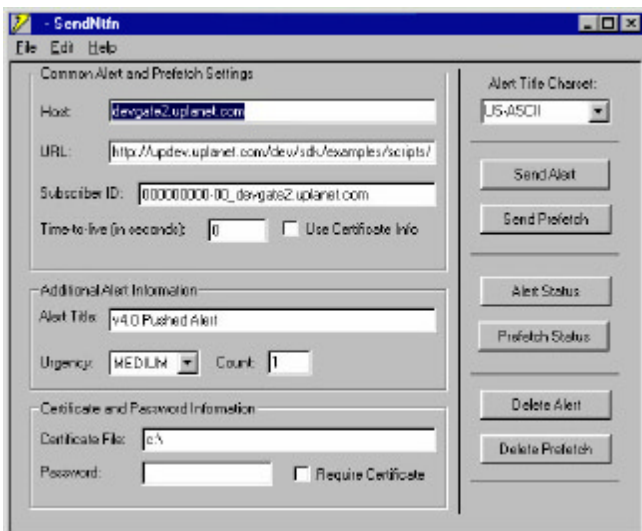 - SendNtfn
File Edit Help
Common Alert and Prefetch Settings
Host: devgate2.uplanet.com
URL: http://updev.uplanet.com/dev/sdk/examples/scripts/
Subscriber ID: 000000000-00_devgate2.uplanet.com
Time-to-live (in seconds): 0 Use Certificate Info
Additional Alert Information
Alert Title: v4.0 Pushed Alert
Urgency: MEDIUM Count: 1
Certificate and Password Information
Certificate File: c:\
Password: Require Certificate
Alert Title Charset:
US-ASCII
Send Alert
Send Prefetch
Alert Status
Prefetch Status
Delete Alert
Delete Prefetch